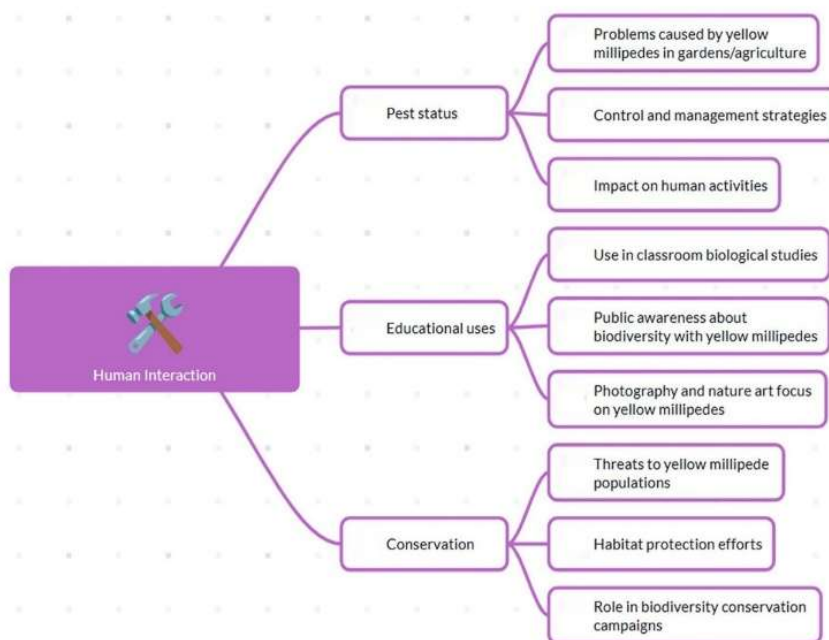 Human Interaction
Pest status
Problems caused by yellow
millipedes in gardens/agriculture
Control and management strategies
Impact on human activities
Educational uses
Use in classroom biological studies
Public awareness about
biodiversity with yellow millipedes
Photography and nature art focus
on yellow millipedes
Conservation
Threats to yellow millipede
populations
Habitat protection efforts
Role in biodiversity conservation
campaigns